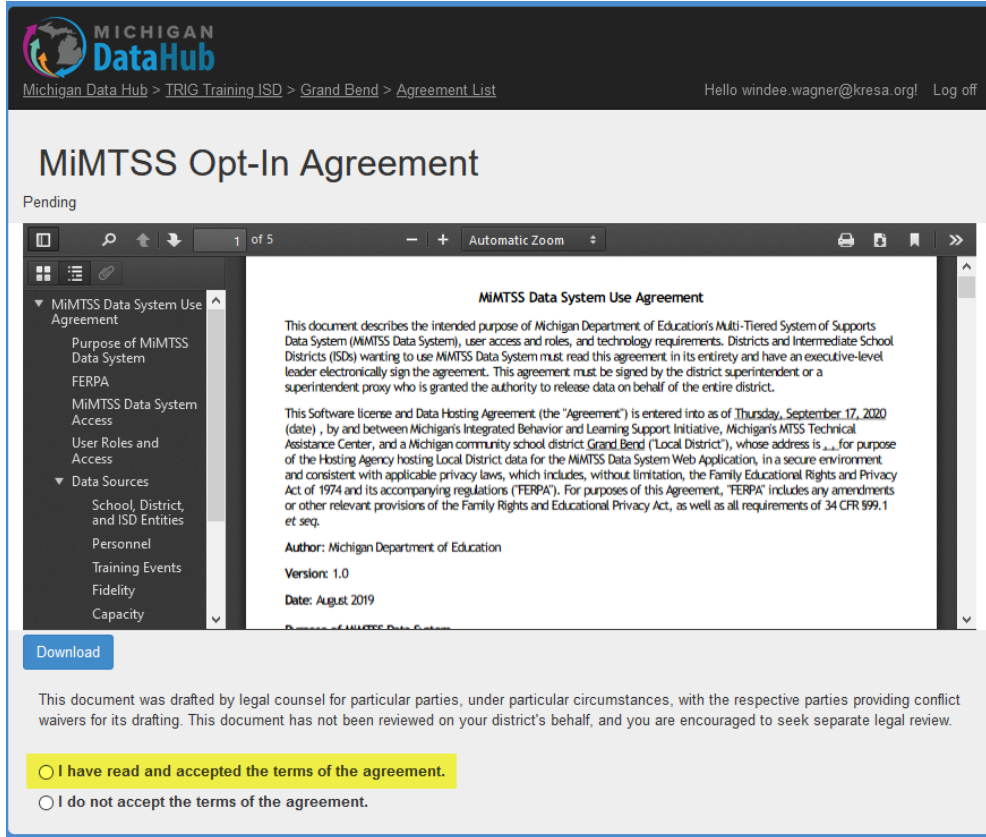 MICHIGAN
DataHub
Michigan Data Hub > TRIG Training ISD > Grand Bend > Agreement List
Hello windee.wagner@kresa.org! Log off
MiMTSS Opt-In Agreement
Pending
1 of 5
Automatic Zoom
MiMTSS Data System Use
Agreement
Purpose of MiMTSS
Data System
FERPA
MiMTSS Data System
Access
User Roles and
Access
Data Sources
School, District,
and ISD Entities
Personnel
Training Events
Fidelity
Capacity
MiMTSS Data System Use Agreement
This document describes the intended purpose of Michigan Department of Education's Multi-Tiered System of Supports
Data System (MiMTSS Data System), user access and roles, and technology requirements. Districts and Intermediate School
Districts (ISDs) wanting to use MiMTSS Data System must read this agreement in its entirety and have an executive-level
leader electronically sign the agreement. This agreement must be signed by the district superintendent or a
superintendent proxy who is granted the authority to release data on behalf of the entire district.
This Software license and Data Hosting Agreement (the "Agreement") is entered into as of Thursday, September 17, 2020
(date) , by and between Michigan's Integrated Behavior and Learning Support Initiative, Michigan's MTSS Technical
Assistance Center, and a Michigan community school district Grand Bend ("Local District"), whose address is , , for purpose
of the Hosting Agency hosting Local District data for the MiMTSS Data System Web Application, in a secure environment
and consistent with applicable privacy laws, which includes, without limitation, the Family Educational Rights and Privacy
Act of 1974 and its accompanying regulations ("FERPA"). For purposes of this Agreement, "FERPA" includes any amendments
or other relevant provisions of the Family Rights and Educational Privacy Act, as well as all requirements of 34 CFR §99.1
et seq.
Author: Michigan Department of Education
Version: 1.0
Date: August 2019
Purpose of MiMTSS Data System
Download
This document was drafted by legal counsel for particular parties, under particular circumstances, with the respective parties providing conflict
waivers for its drafting. This document has not been reviewed on your district's behalf, and you are encouraged to seek separate legal review.
I have read and accepted the terms of the agreement.
I do not accept the terms of the agreement.